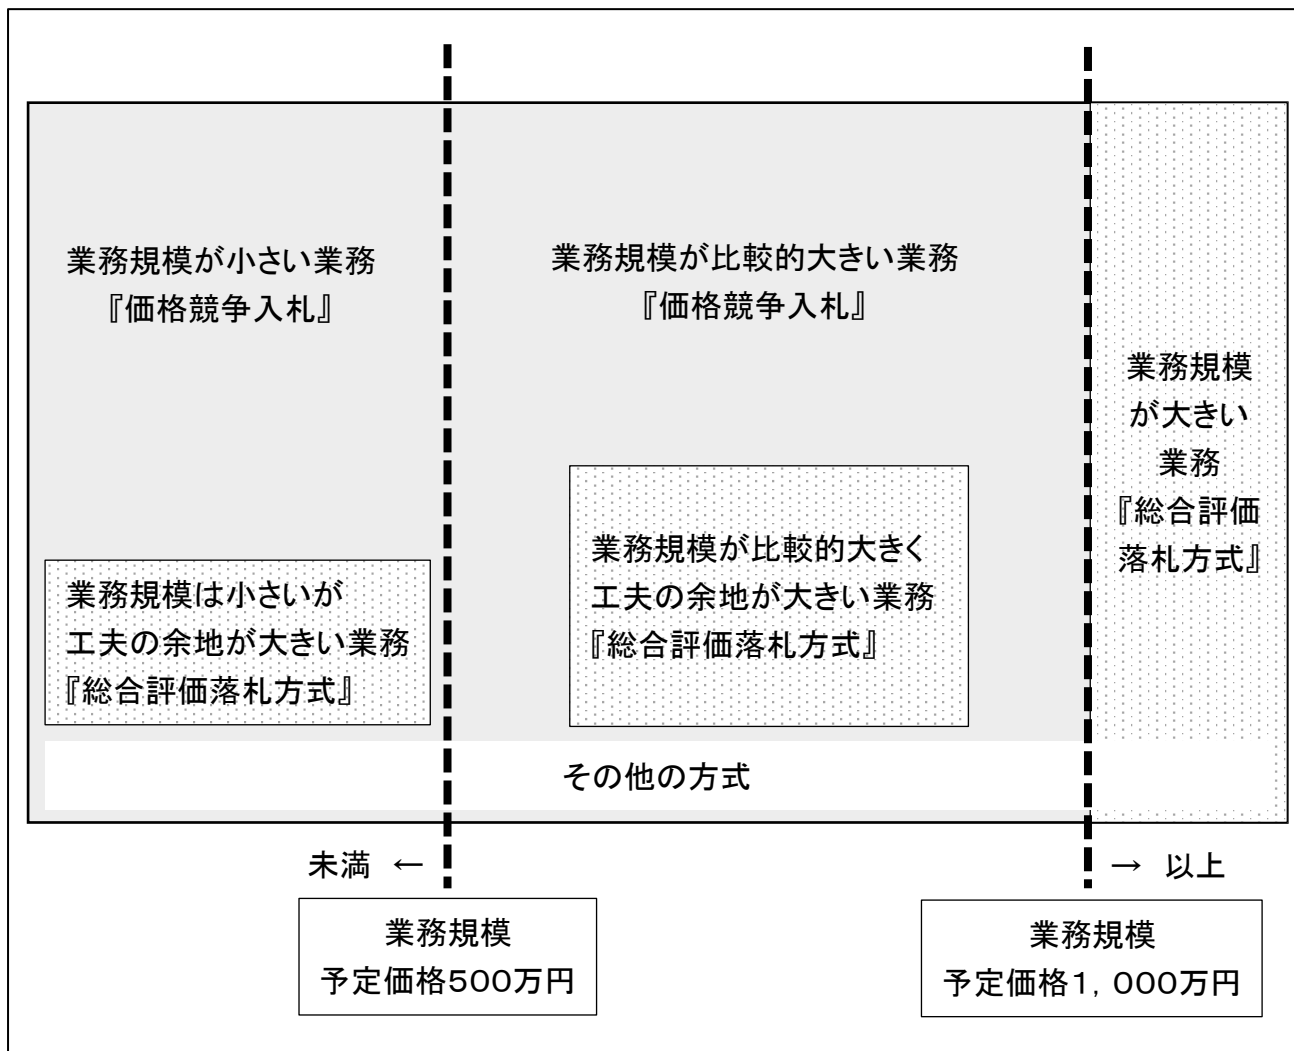 業務規模が小さい業務
『価格競争入札』
業務規模が比較的大きい業務
『価格競争入札』
業務規模
が大きい
業務
『総合評価
落札方式』
業務規模は小さいが
工夫の余地が大きい業務
『総合評価落札方式』
業務規模が比較的大きく
工夫の余地が大きい業務
『総合評価落札方式』
その他の方式
未満 ←
→ 以上
業務規模
予定価格500万円
業務規模
予定価格1，000万円